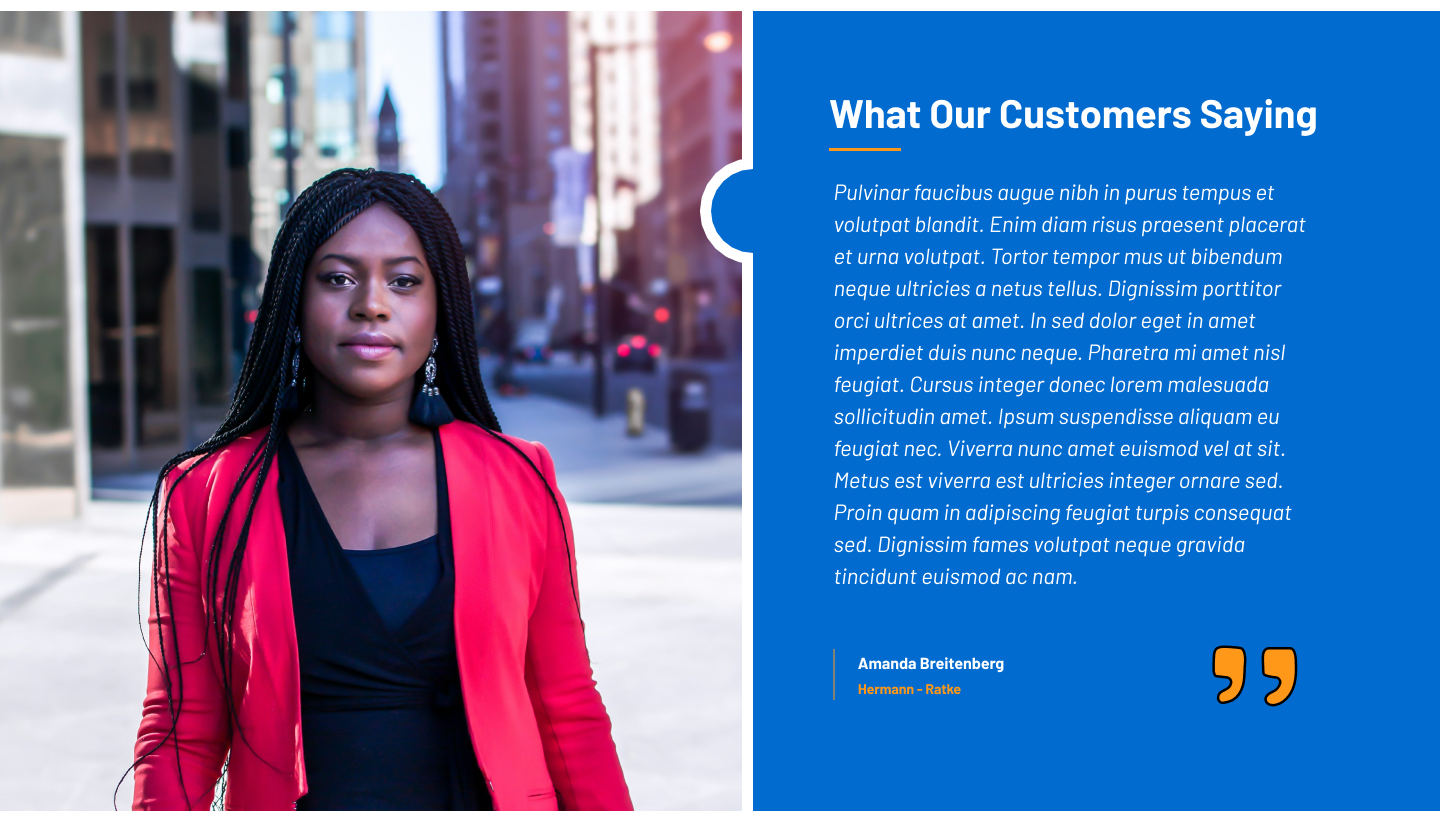 What Our Customers Saying
Pulvinar faucibus augue nibh in purus tempus et
volutpat blandit. Enim diam risus praesent placerat
et urna volutpat. Tortor tempor mus ut bibendum
neque ultricies a netus tellus. Dignissim porttitor
orci ultrices at amet. In sed dolor eget in amet
imperdiet duis nunc neque. Pharetra mi amet nisl
feugiat. Cursus integer donec lorem malesuada
sollicitudin amet. Ipsum suspendisse aliquam eu
feugiat nec. Viverra nunc amet euismod vel at sit.
Metus est viverra est ultricies integer ornare sed.
Proin quam in adipiscing feugiat turpis consequat
sed. Dignissim fames volutpat neque gravida
tincidunt euismod ac nam.
Amanda Breitenberg
Hermann - Ratke